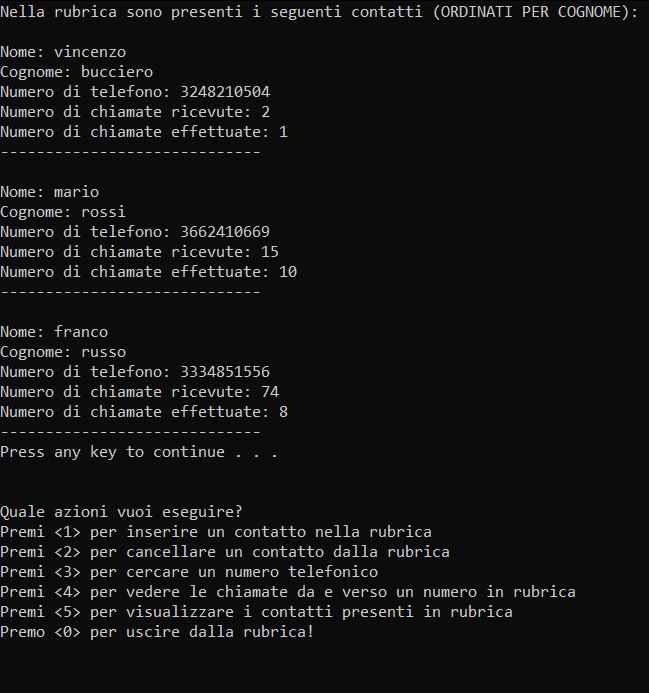 Nella rubrica sono presenti i seguenti contatti (ORDINATI PER COGNOME):
Nome: vincenzo
Cognome: bucciero
Numero di telefono: 3248210504
Numero di chiamate ricevute: 2
Numero di chiamate effettuate: 1
-----------------------------
Nome: mario
Cognome: rossi
Numero di telefono: 3662410669
Numero di chiamate ricevute: 15
Numero di chiamate effettuate: 10
-----------------------------
Nome: franco
Cognome: russo
Numero di telefono: 3334851556
Numero di chiamate ricevute: 74
Numero di chiamate effettuate: 8
-----------------------------
Press any key to continue . . .
Quale azioni vuoi eseguire?
Premi <1> per inserire un contatto nella rubrica
Premi <2> per cancellare un contatto dalla rubrica
Premi <3> per cercare un numero telefonico
Premi <4> per vedere le chiamate da e verso un numero in rubrica
Premi <5> per visualizzare i contatti presenti in rubrica
Premo <0> per uscire dalla rubrica!